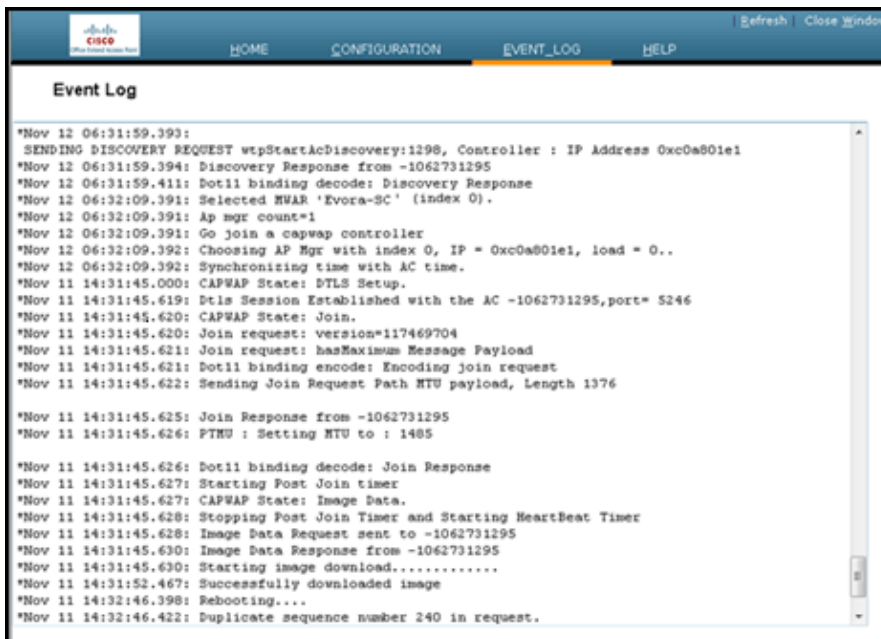 | Refresh | Close Window
CISCO
Office Extend Access Point
HOME CONFIGURATION EVENT_LOG HELP
Event Log
*Nov 12 06:31:59.393:
SENDING DISCOVERY REQUEST wtpStartAcDiscovery:1298, Controller : IP Address 0xc0a801e1
*Nov 12 06:31:59.394: Discovery Response from -1062731295
*Nov 12 06:31:59.411: Dot11 binding decode: Discovery Response
*Nov 12 06:32:09.391: Selected MWAR 'Evora-SC' (index 0).
*Nov 12 06:32:09.391: Ap mgr count=1
*Nov 12 06:32:09.391: Go join a capwap controller
*Nov 12 06:32:09.392: Choosing AP Mgr with index 0, IP = 0xc0a801e1, load = 0..
*Nov 12 06:32:09.392: Synchronizing time with AC time.
*Nov 11 14:31:45.000: CAPWAP State: DTLS Setup.
*Nov 11 14:31:45.619: Dtls Session Established with the AC -1062731295,port= 5246
*Nov 11 14:31:45.620: CAPWAP State: Join.
*Nov 11 14:31:45.620: Join request: version=117469704
*Nov 11 14:31:45.621: Join request: hasMaximum Message Payload
*Nov 11 14:31:45.621: Dot11 binding encode: Encoding join request
*Nov 11 14:31:45.622: Sending Join Request Path MTU payload, Length 1376
*Nov 11 14:31:45.625: Join Response from -1062731295
*Nov 11 14:31:45.626: PTMU : Setting MTU to : 1485
*Nov 11 14:31:45.626: Dot11 binding decode: Join Response
*Nov 11 14:31:45.627: Starting Post Join timer
*Nov 11 14:31:45.627: CAPWAP State: Image Data.
*Nov 11 14:31:45.628: Stopping Post Join Timer and Starting HeartBeat Timer
*Nov 11 14:31:45.628: Image Data Request sent to -1062731295
*Nov 11 14:31:45.630: Image Data Response from -1062731295
*Nov 11 14:31:45.630: Starting image download.............
*Nov 11 14:31:52.467: Successfully downloaded image
*Nov 11 14:32:46.398: Rebooting....
*Nov 11 14:32:46.422: Duplicate sequence number 240 in request.